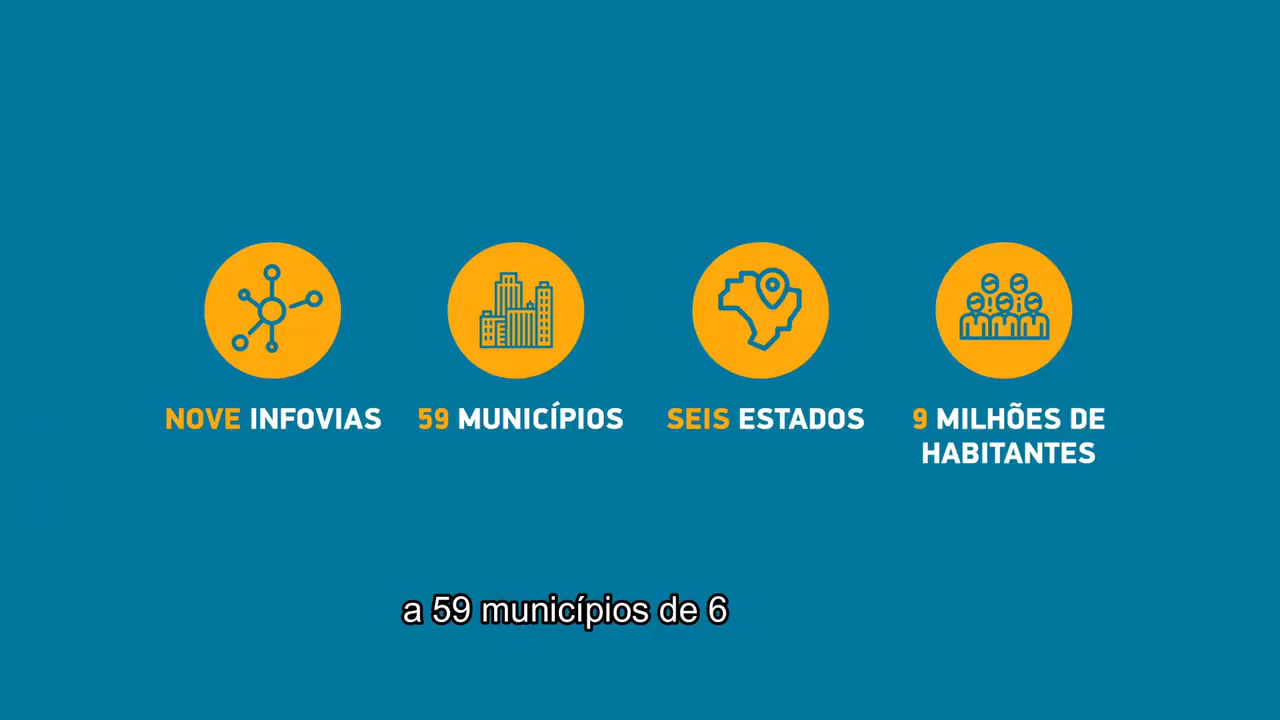 NOVE INFOVIAS
59 MUNICÍPIOS
SEIS ESTADOS
9 MILHÕES DE
HABITANTES
a 59 municípios de 6